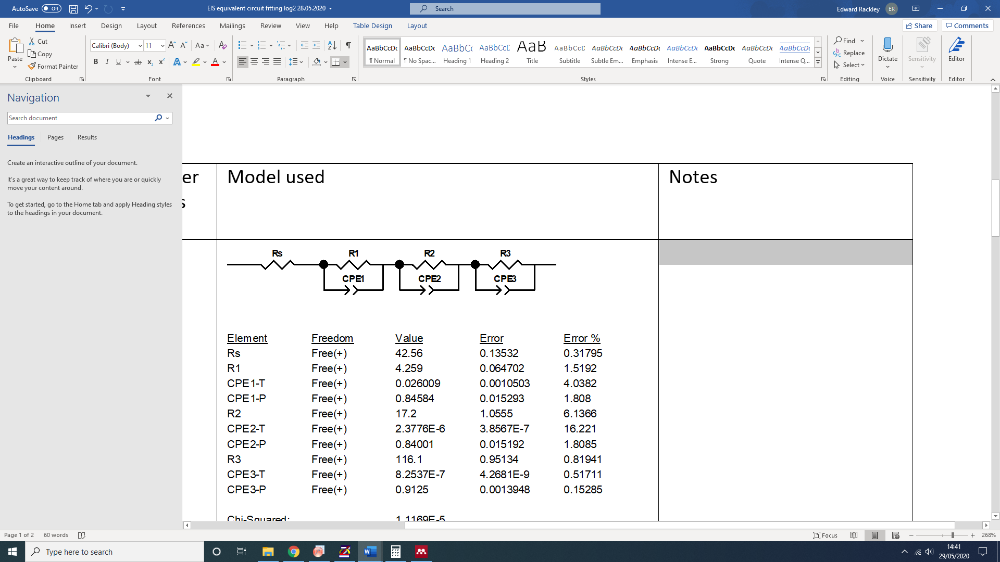 AutoSave Off EIS equivalent circuit fitting log2 28.05.2020 Search Edward Rackley ER
File Home Insert Design Layout References Mailings Review View Help Table Design Layout Share Comments
Paste Cut Copy Format Painter
Clipboard
Calibri (Body) 11 A A Aa A
B I U ab x₂ x² A A
Font
Paragraph
AaBbCcDc AaBbCcDc AaBbC( AaBbCcD AaB AaBbCcD AaBbCcDc AaBbCcDc AaBbCcDc AaBbCcDc AaBbCcDc AaBbCcDc
¶ Normal ¶ No Spac... Heading 1 Heading 2 Title Subtitle Subtle Em... Emphasis Intense E... Strong Quote Intense Q...
Styles
Find
Replace
Select
Editing
Dictate
Voice
Sensitivity
Sensitivity
Editor
Editor
Navigation
Search document
Headings Pages Results
Create an interactive outline of your document.
It's a great way to keep track of where you are or quickly
move your content around.
To get started, go to the Home tab and apply Heading styles
to the headings in your document.
er Model used Notes
s
Rs R1 R2 R3
CPE1 CPE2 CPE3
Element Freedom Value Error Error %
Rs Free(+) 42.56 0.13532 0.31795
R1 Free(+) 4.259 0.064702 1.5192
CPE1-T Free(+) 0.026009 0.0010503 4.0382
CPE1-P Free(+) 0.84584 0.015293 1.808
R2 Free(+) 17.2 1.0555 6.1366
CPE2-T Free(+) 2.3776E-6 3.8567E-7 16.221
CPE2-P Free(+) 0.84001 0.015192 1.8085
R3 Free(+) 116.1 0.95134 0.81941
CPE3-T Free(+) 8.2537E-7 4.2681E-9 0.51711
CPE3-P Free(+) 0.9125 0.0013948 0.15285
Chi-Squared: 1.1169E-5
Page 1 of 2 60 words Focus 268%
Type here to search
14:41
29/05/2020